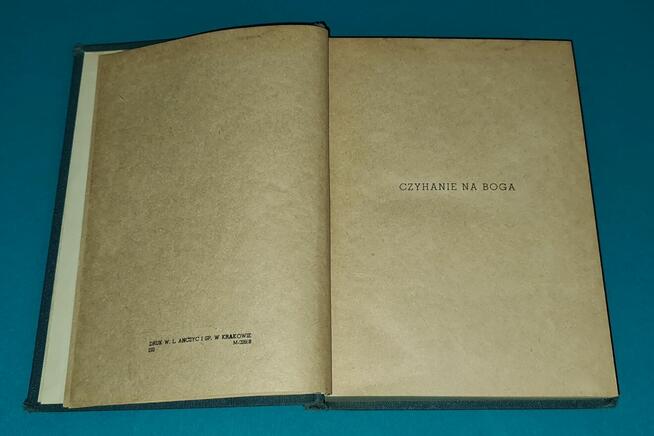 DRUK W. L. ANCZYC I SP. W KRAKOWIE
CZYHANIE NA BOGA